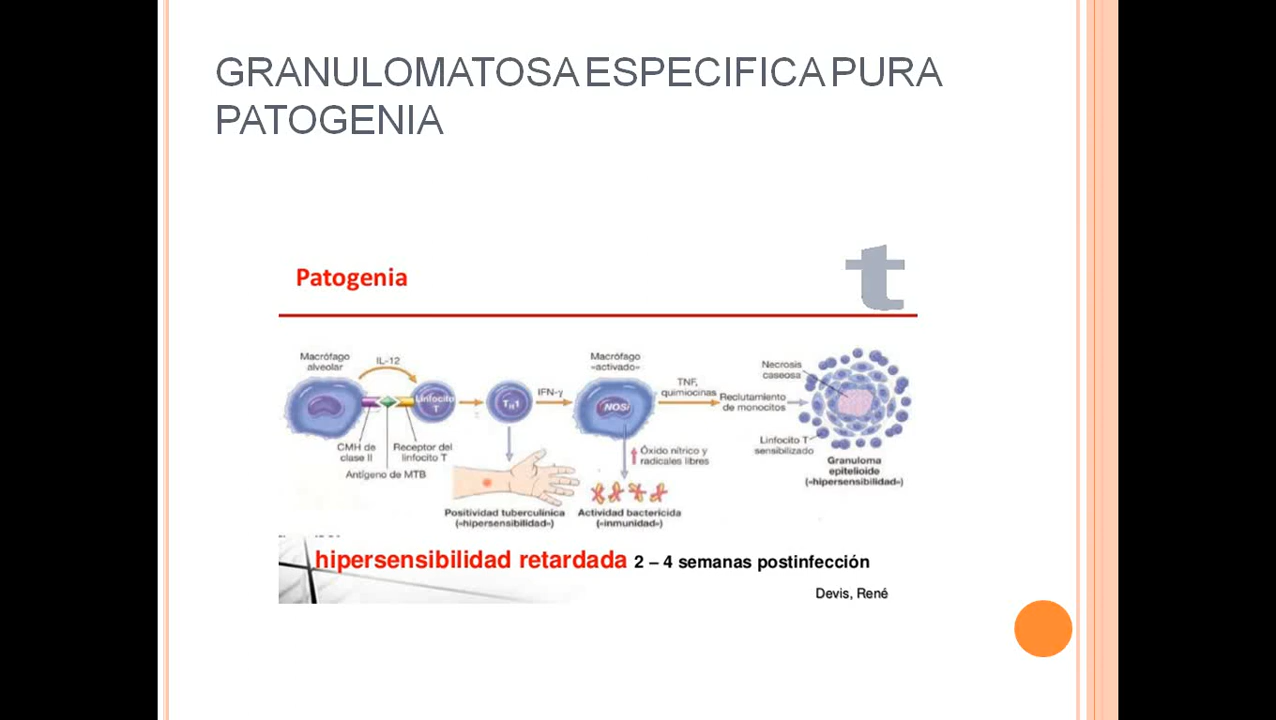 GRANULOMATOSA ESPECIFICA PURA
PATOGENIA
Patogenia
t
Macrófago
alveolar
IL-12
Linfocito
T
TH1
IFN-γ
Macrófago
«activado»
NOSi
TNF,
quimiocinas
Reclutamiento
de monocitos
Necrosis
caseosa
CMH de
clase II
Receptor del
linfocito T
Antígeno de MTB
Óxido nítrico y
radicales libres
Linfocito T
sensibilizado
Granuloma
epitelioide
(«hipersensibilidad»)
Positividad tuberculínica
(«hipersensibilidad»)
Actividad bactericida
(«inmunidad»)
hipersensibilidad retardada 2 – 4 semanas postinfección
Devis, René